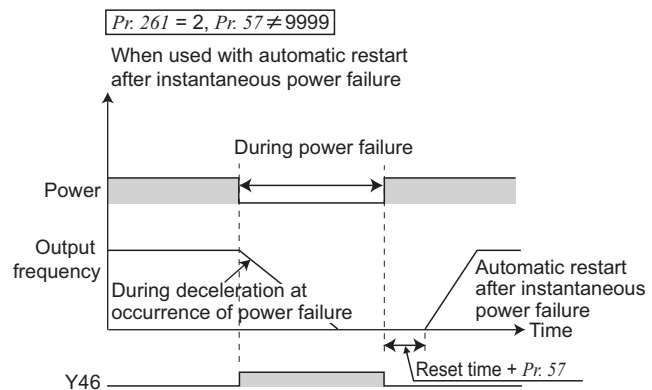 Pr. 261 = 2, Pr. 57 ≠ 9999
When used with automatic restart
after instantaneous power failure
During power failure
Power
Output
frequency
During deceleration at
occurrence of power failure
Automatic restart
after instantaneous
power failure
Time
Reset time + Pr. 57
Y46